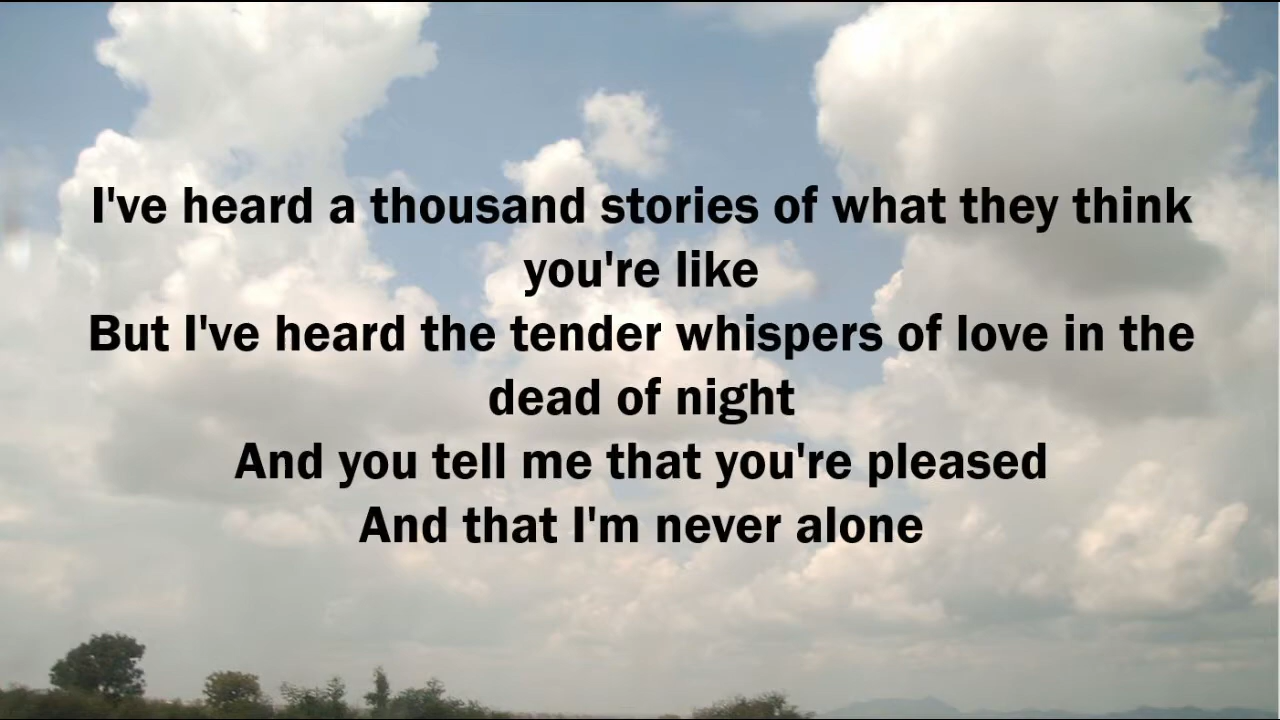 I've heard a thousand stories of what they think
you're like
But I've heard the tender whispers of love in the
dead of night
And you tell me that you're pleased
And that I'm never alone